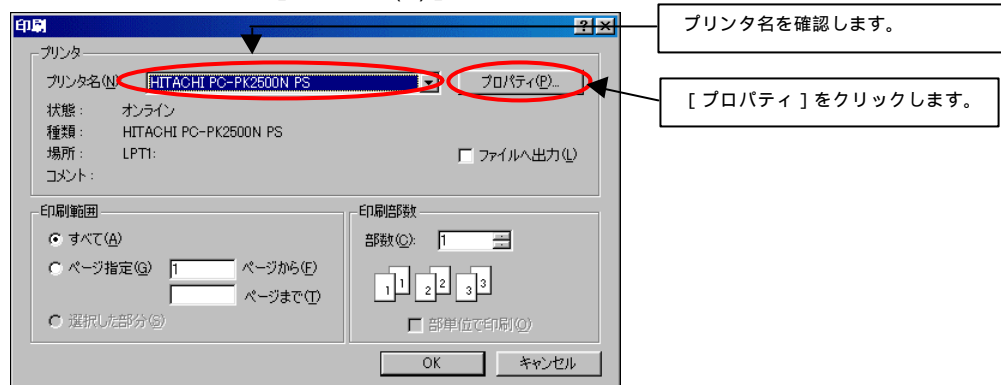 印刷
プリンタ名を確認します。
プリンタ
プリンタ名(N) HITACHI PC-PK2500N PS プロパティ(P)...
[ プロパティ ] をクリックします。
状態： オンライン
種類： HITACHI PC-PK2500N PS
場所： LPT1:
ファイルへ出力(L)
コメント：
印刷範囲
すべて(A)
ページ指定(G) 1 ページから(F)
ページまで(T)
選択した部分(S)
印刷部数
部数(C): 1
1 1 2 2 3 3
部単位で印刷(O)
OK キャンセル